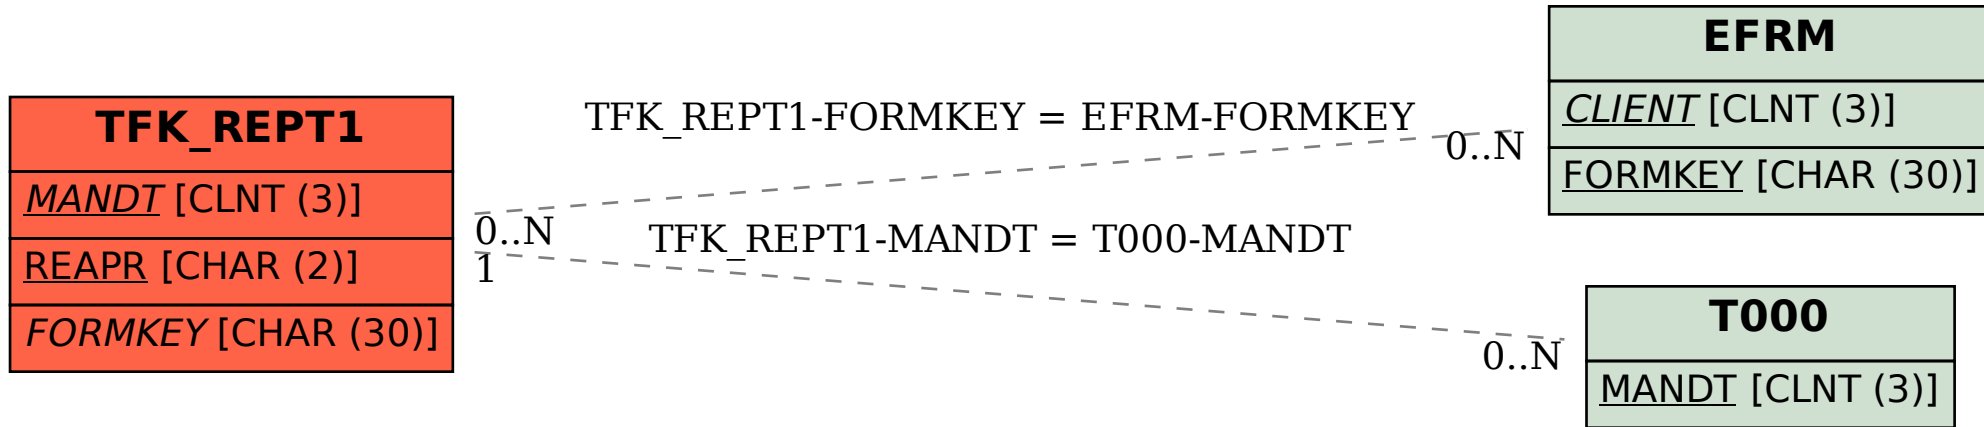 TFK_REPT1
MANDT [CLNT (3)]
REAPR [CHAR (2)]
FORMKEY [CHAR (30)]
TFK_REPT1-FORMKEY = EFRM-FORMKEY
0..N
0..N
TFK_REPT1-MANDT = T000-MANDT
1
0..N
EFRM
CLIENT [CLNT (3)]
FORMKEY [CHAR (30)]
T000
MANDT [CLNT (3)]